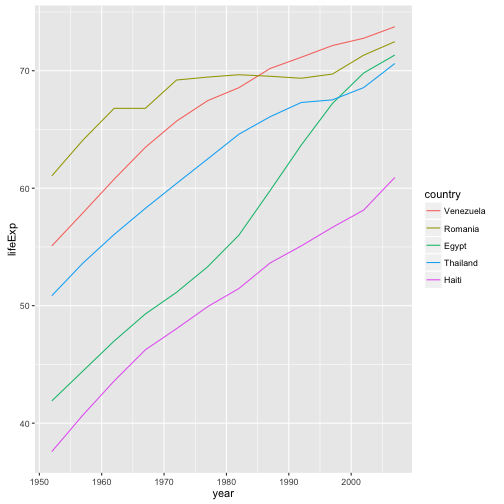 70
60
50
40
lifeExp
1950 1960 1970 1980 1990 2000
year
country
Venezuela
Romania
Egypt
Thailand
Haiti